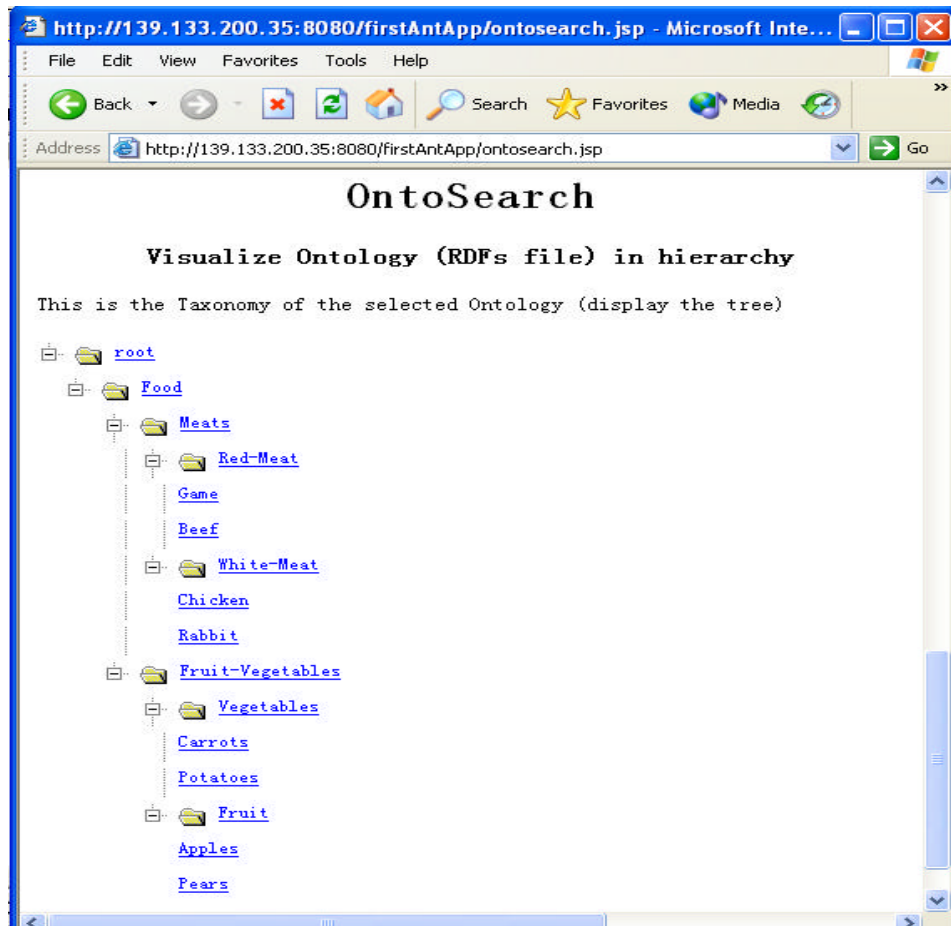 http://139.133.200.35:8080/firstAntApp/ontosearch.jsp - Microsoft Inte...
File Edit View Favorites Tools Help
Back Search Favorites Media »
Address http://139.133.200.35:8080/firstAntApp/ontosearch.jsp Go
OntoSearch
Visualize Ontology (RDFs file) in hierarchy
This is the Taxonomy of the selected Ontology (display the tree)
root
Food
Meats
Red-Meat
Game
Beef
White-Meat
Chicken
Rabbit
Fruit-Vegetables
Vegetables
Carrots
Potatoes
Fruit
Apples
Pears